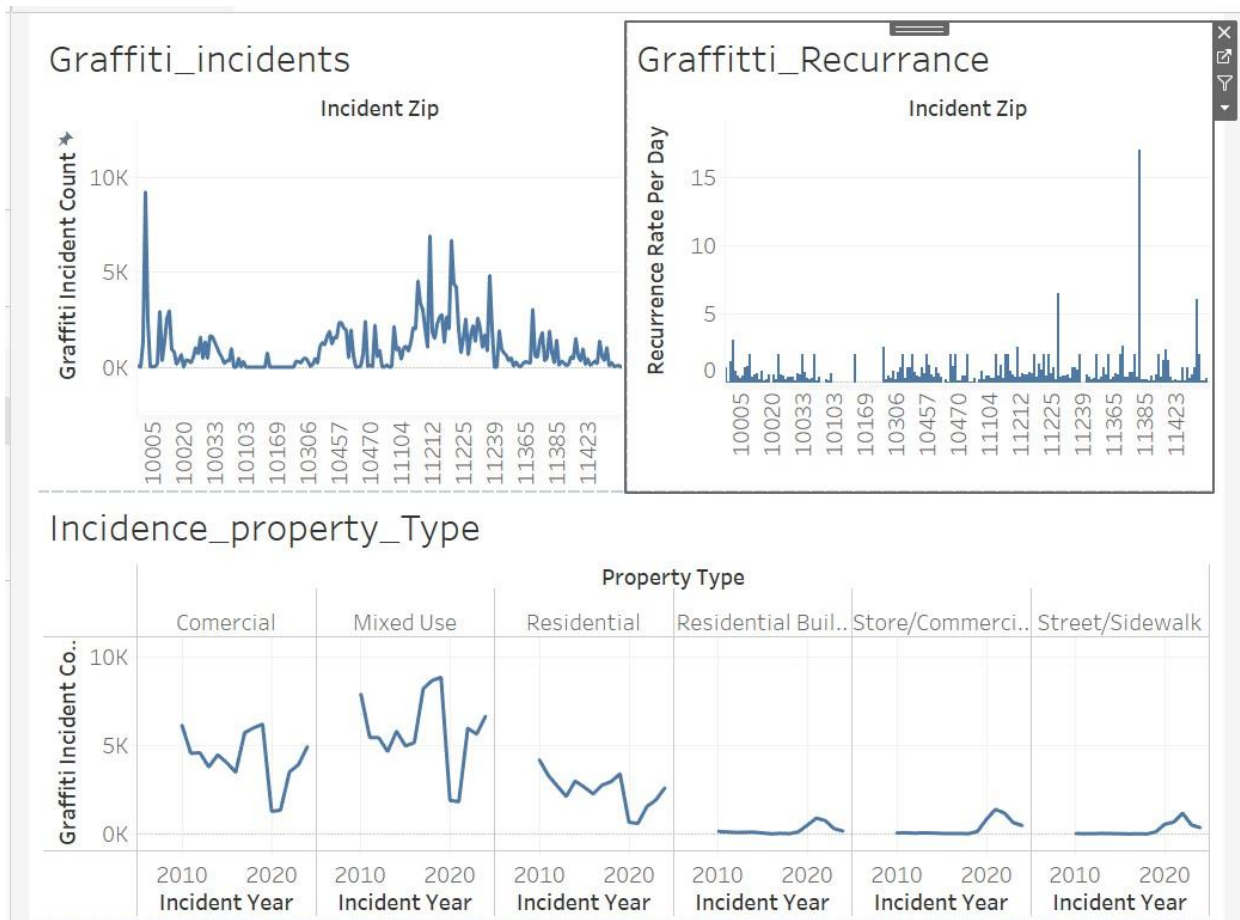 Graffiti_incidents
Incident Zip
Graffiti Incident Count
10K
5K
0K
10005
10020
10033
10103
10169
10306
10457
10470
11104
11212
11225
11239
11365
11385
11423
Graffitti_Recurrance
Incident Zip
Recurrence Rate Per Day
15
10
5
0
10005
10020
10033
10103
10169
10306
10457
10470
11104
11212
11225
11239
11365
11385
11423
Incidence_property_Type
Property Type
Comercial
Mixed Use
Residential
Residential Buil..
Store/Commerci..
Street/Sidewalk
Graffiti Incident Co..
10K
5K
0K
2010 2020
Incident Year
2010 2020
Incident Year
2010 2020
Incident Year
2010 2020
Incident Year
2010 2020
Incident Year
2010 2020
Incident Year